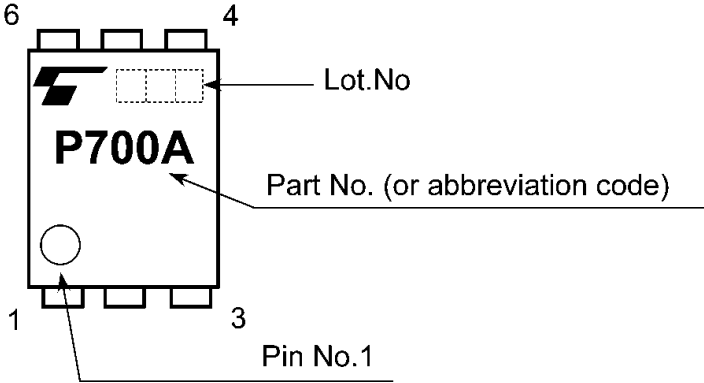 6 4
Lot.No
P700A
Part No. (or abbreviation code)
1 3
Pin No.1